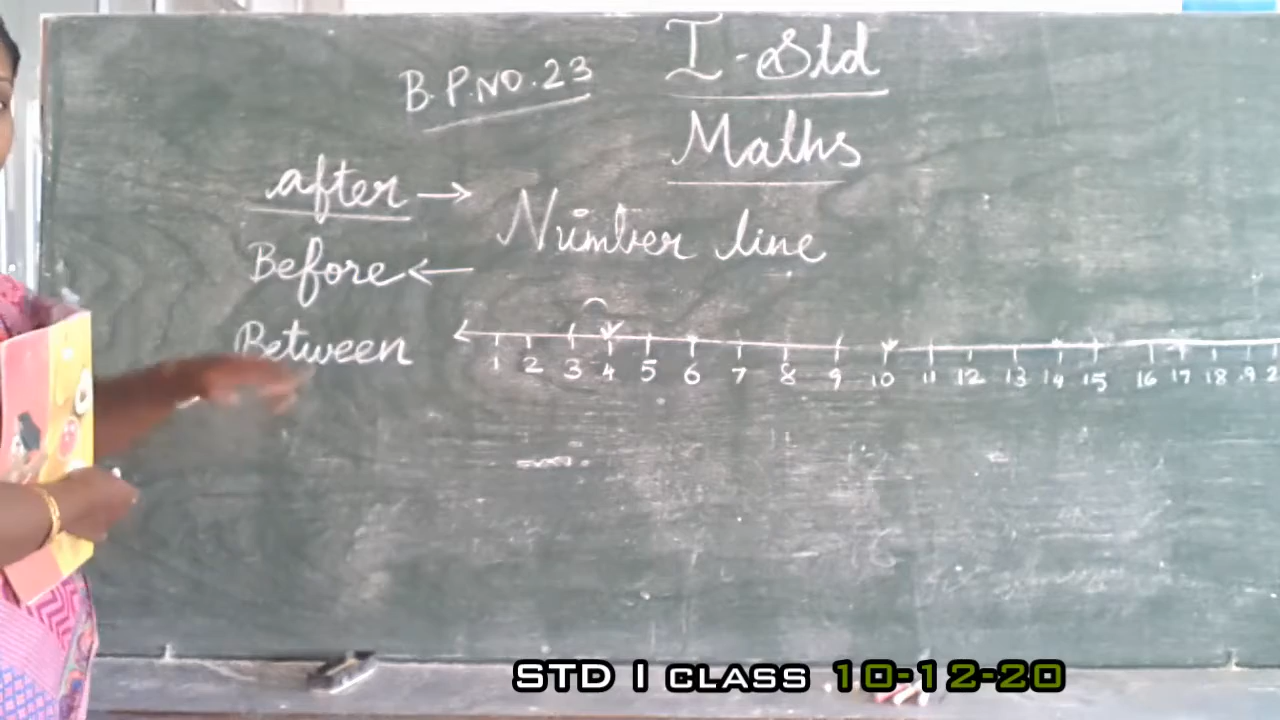 I-Std
B.P.NO.23
Maths
after →
Number line
Before ←
Between
1 2 3 4 5 6 7 8 9 10 11 12 13 14 15 16 17 18 19 2
STD I CLASS 10-12-20